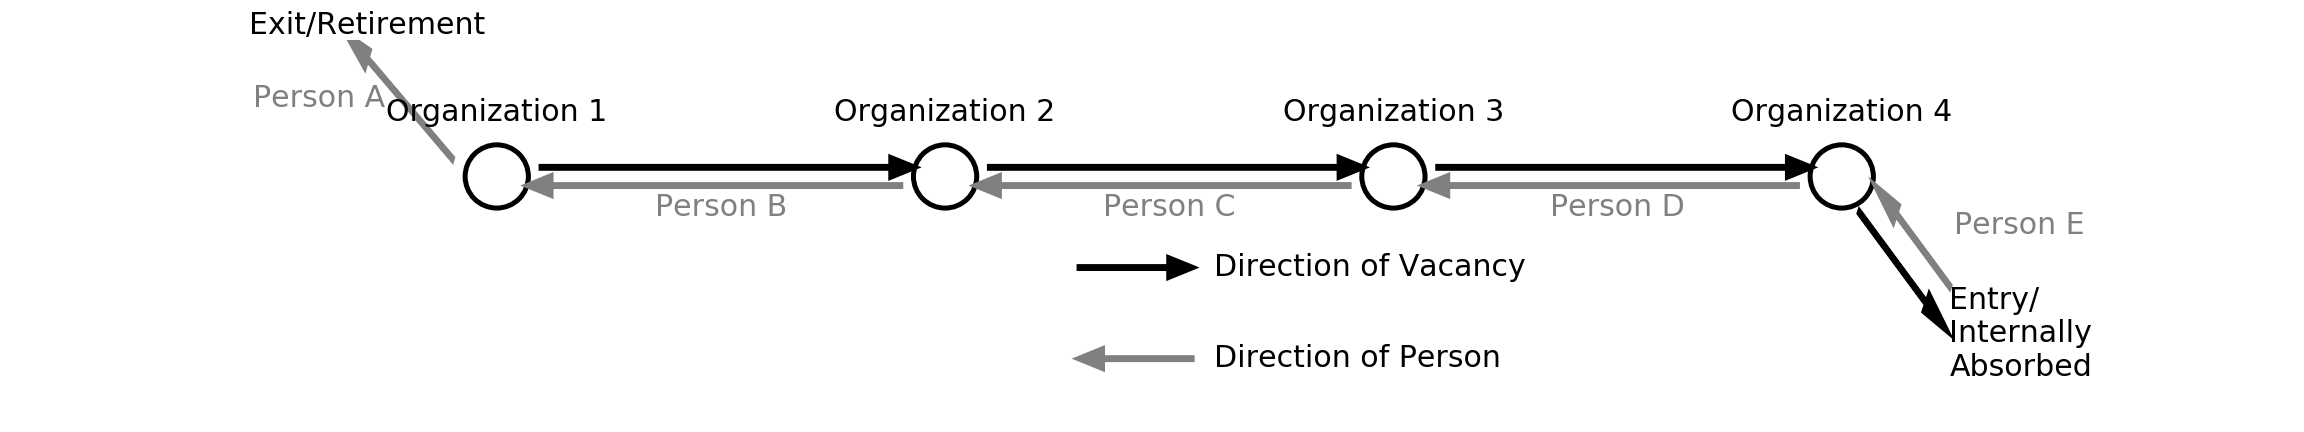 Exit/Retirement
Person A
Organization 1
Organization 2
Organization 3
Organization 4
Person B
Person C
Person D
Person E
Direction of Vacancy
Entry/
Internally
Absorbed
Direction of Person